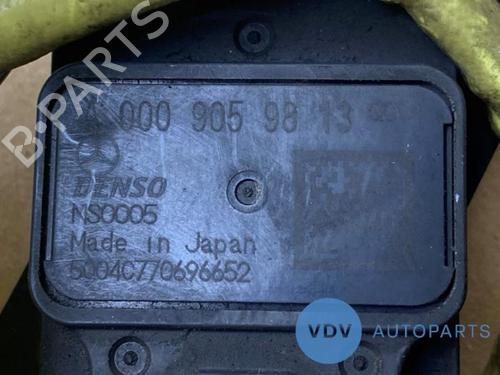 A 000 905 98 13
DENSO
NS0005
Made in Japan
5004C770696652
B-PARTS
VDV AUTOPARTS